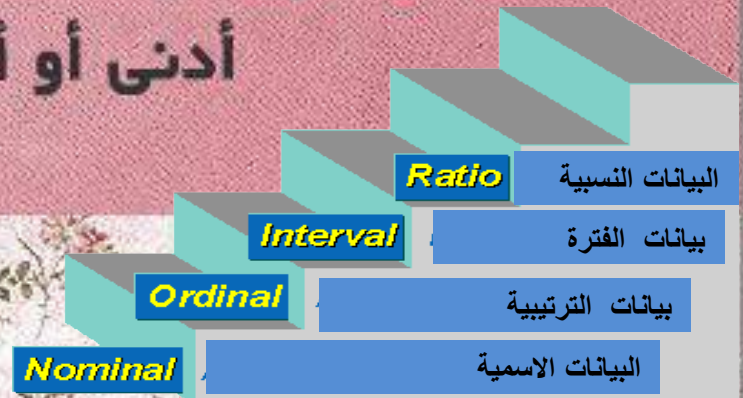 أدنى أو
Ratio البيانات النسبية
Interval بيانات الفترة
Ordinal بيانات الترتيبية
Nominal البيانات الاسمية